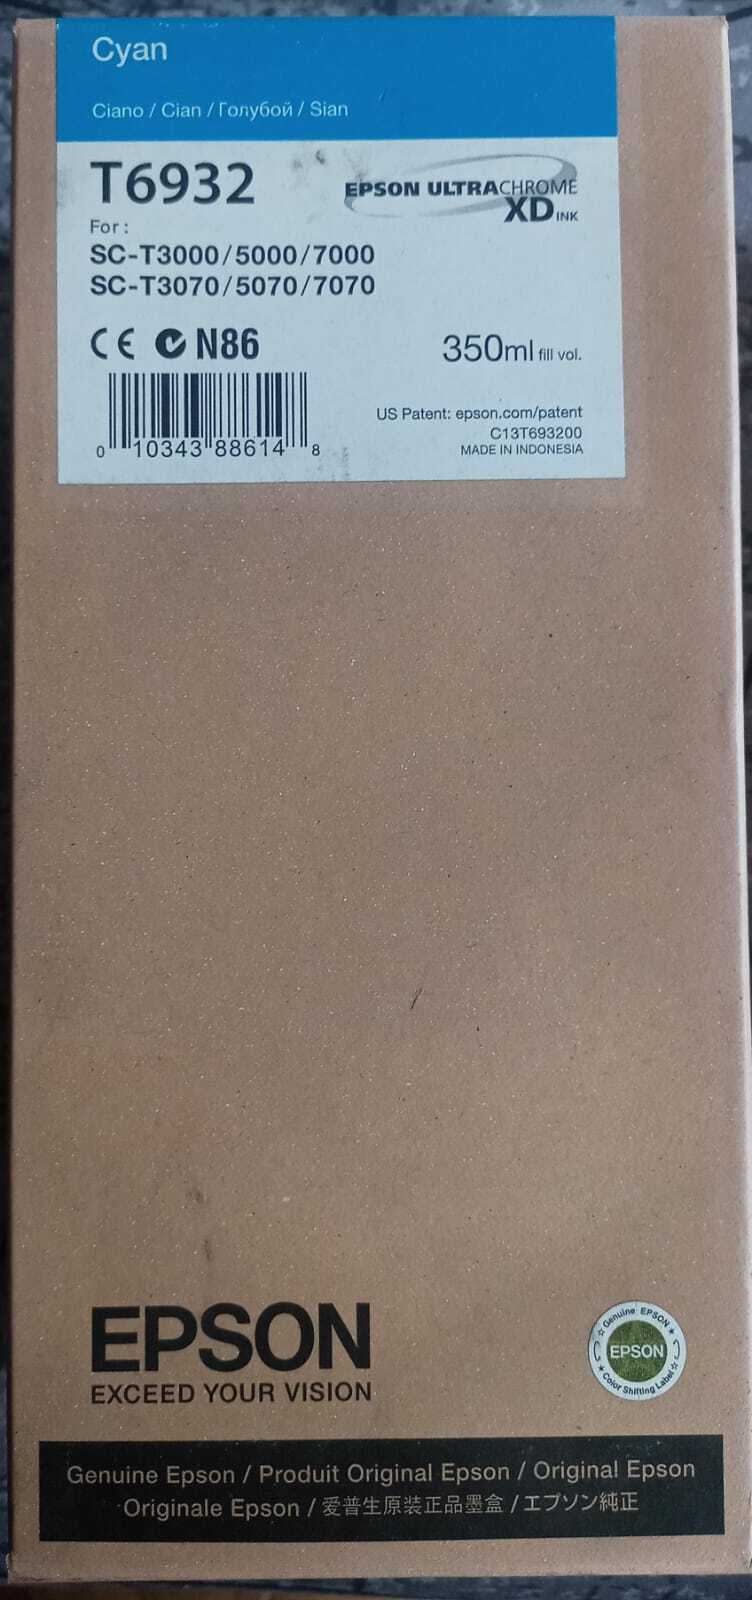 Cyan
Ciano / Cian / Голубой / Sian
T6932
EPSON ULTRACHROME
XD INK
For :
SC-T3000/5000/7000
SC-T3070/5070/7070
CE N86
350ml fill vol.
0 10343 88614 8
US Patent: epson.com/patent
C13T693200
MADE IN INDONESIA
EPSON
EXCEED YOUR VISION
Genuine EPSON
EPSON
Color Shifting Label
Genuine Epson / Produit Original Epson / Original Epson
Originale Epson / 爱普生原装正品墨盒 / エプソン純正